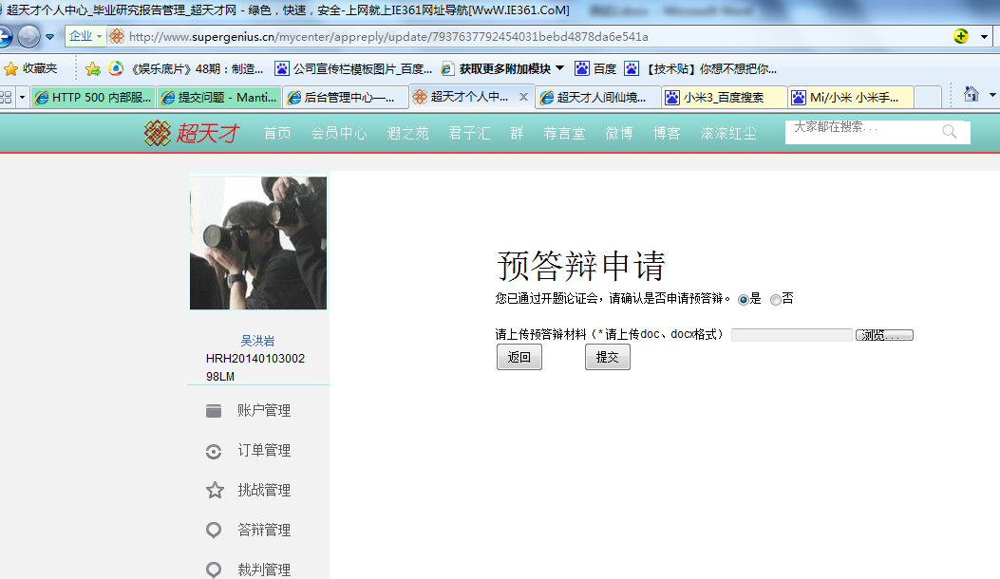 超天才个人中心_毕业研究报告管理_超天才网 - 绿色，快速，安全-上网就上IE361网址导航[WwW.IE361.CoM]
企业 http://www.supergenius.cn/mycenter/appreply/update/7937637792454031bebd4878da6e541a
收藏夹 《娱乐底片》48期：制造... 公司宣传栏模板图片_百度... 获取更多附加模块 百度 【技术贴】你想不想把你...
HTTP 500 内部服... 提交问题 - Manti... 后台管理中心—... 超天才个人中... 超天才人间仙境... 小米3_百度搜索 Mi/小米 小米手...
超天才 首页 会员中心 遐之苑 君子汇 群 荐言堂 微博 博客 滚滚红尘 大家都在搜索...
预答辩申请
您已通过开题论证会，请确认是否申请预答辩。 是 否
请上传预答辩材料（*请上传doc、docx格式） 浏览...
返回 提交
吴洪岩
HRH20140103002
98LM
账户管理
订单管理
挑战管理
答辩管理
裁判管理